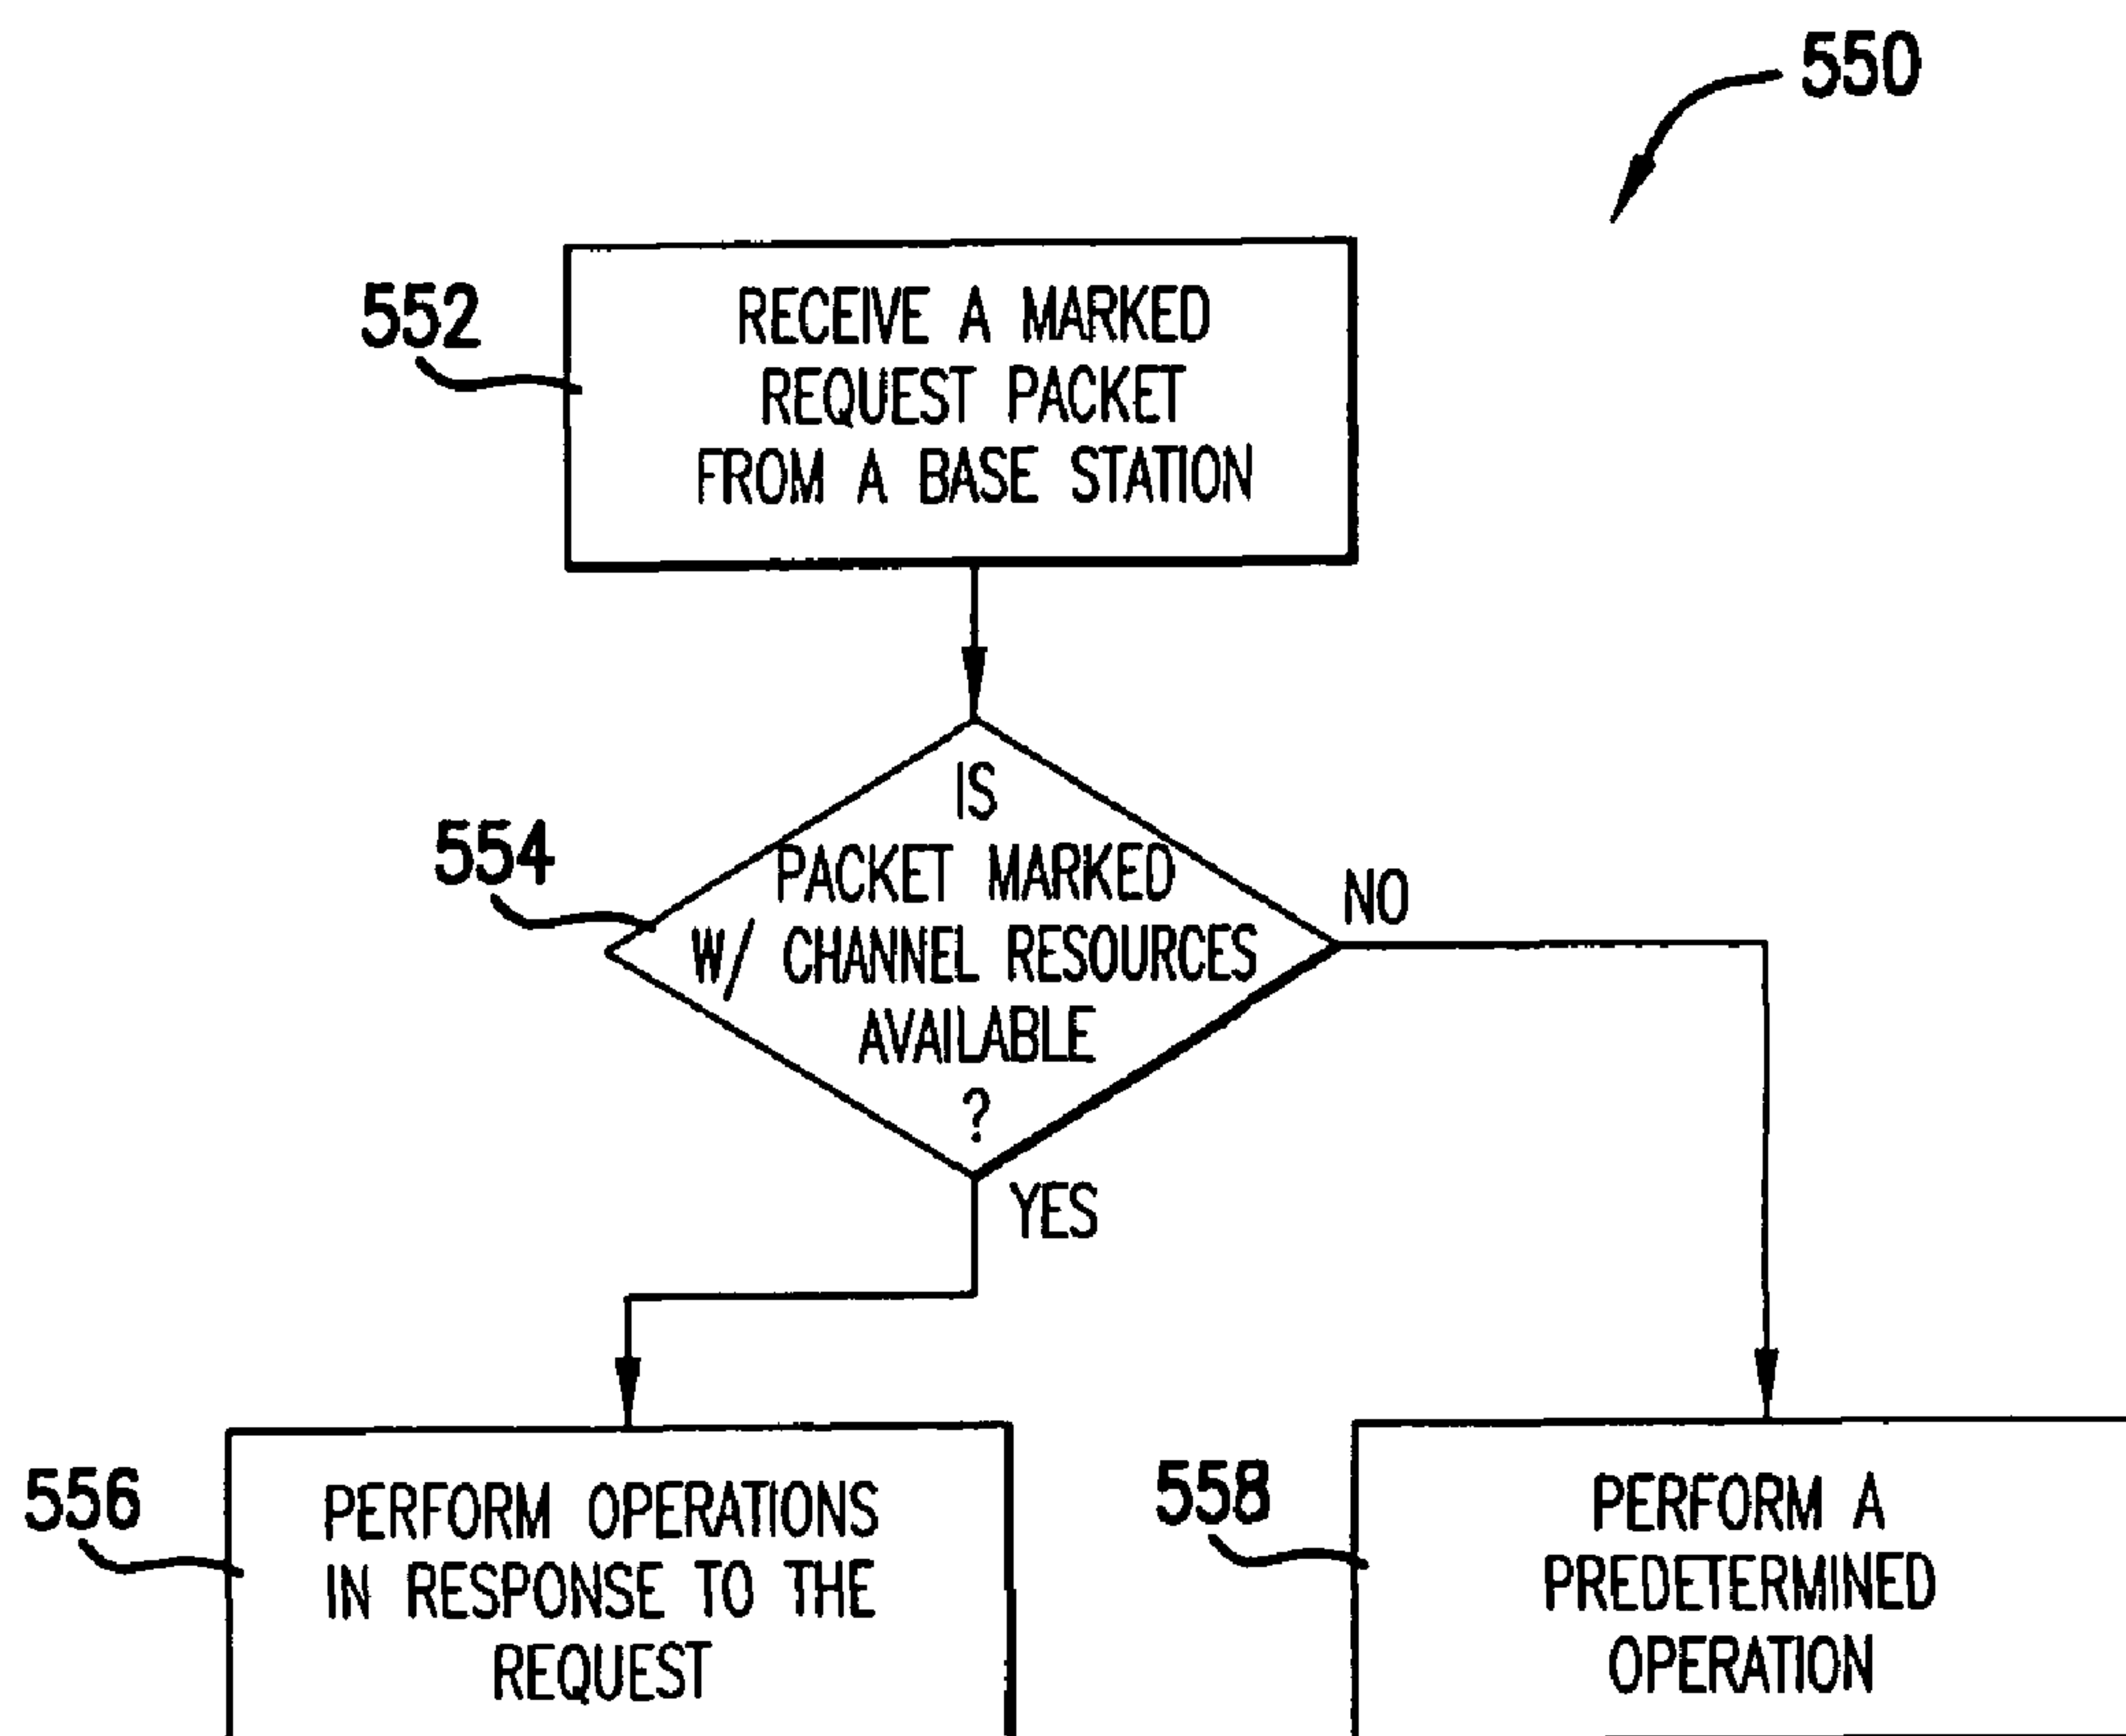 550
552
RECEIVE A MARKED
REQUEST PACKET
FROM A BASE STATION
554
IS
PACKET MARKED
W/ CHANNEL RESOURCES
AVAILABLE
?
NO
YES
556
PERFORM OPERATIONS
IN RESPONSE TO THE
REQUEST
558
PERFORM A
PREDETERMINED
OPERATION